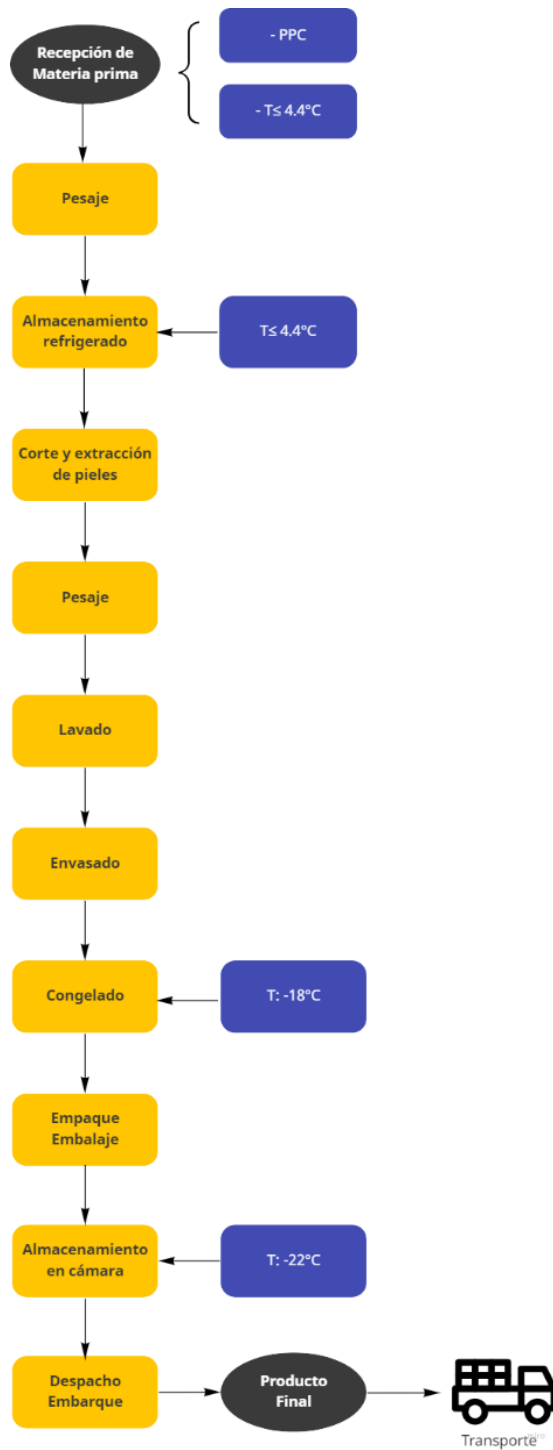 Recepción de
Materia prima
- PPC
- T≤ 4.4°C
Pesaje
Almacenamiento
refrigerado
T≤ 4.4°C
Corte y extracción
de pieles
Pesaje
Lavado
Envasado
Congelado
T: -18°C
Empaque
Embalaje
Almacenamiento
en cámara
T: -22°C
Despacho
Embarque
Producto
Final
Transporte
miro